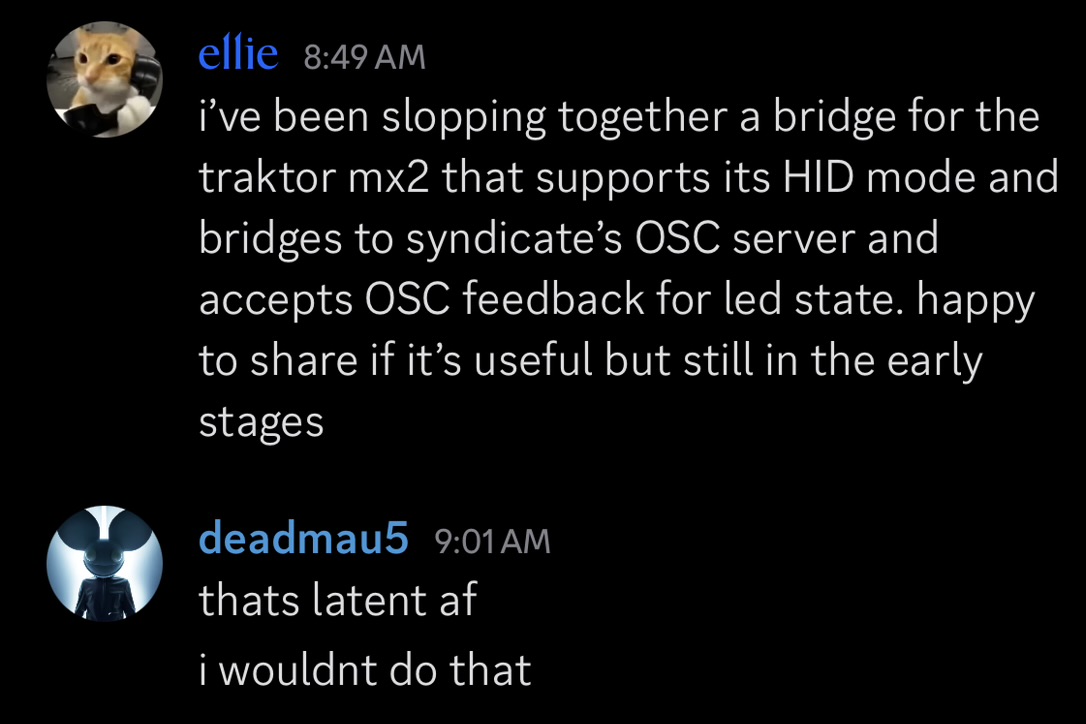 ellie 8:49 AM
i’ve been slopping together a bridge for the
traktor mx2 that supports its HID mode and
bridges to syndicate’s OSC server and
accepts OSC feedback for led state. happy
to share if it’s useful but still in the early
stages
deadmau5 9:01 AM
thats latent af
i wouldnt do that